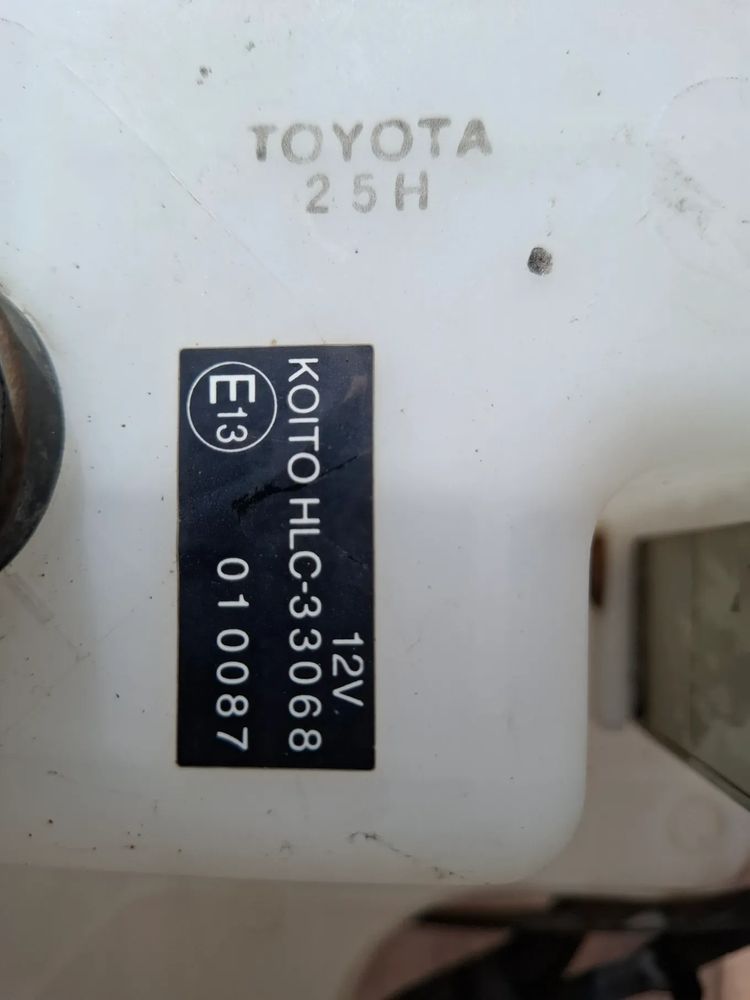 TOYOTA
25H
12V
KOITO HLC-33068
E13
010087